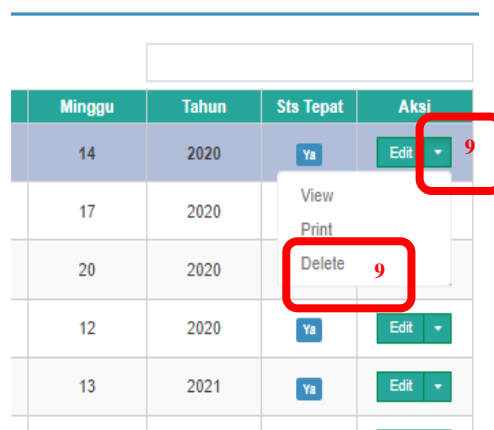 Minggu Tahun Sts Tepat Aksi
14 2020 Ya Edit 9
View
17 2020
Print
20 2020 Delete 9
12 2020 Ya Edit
13 2021 Ya Edit